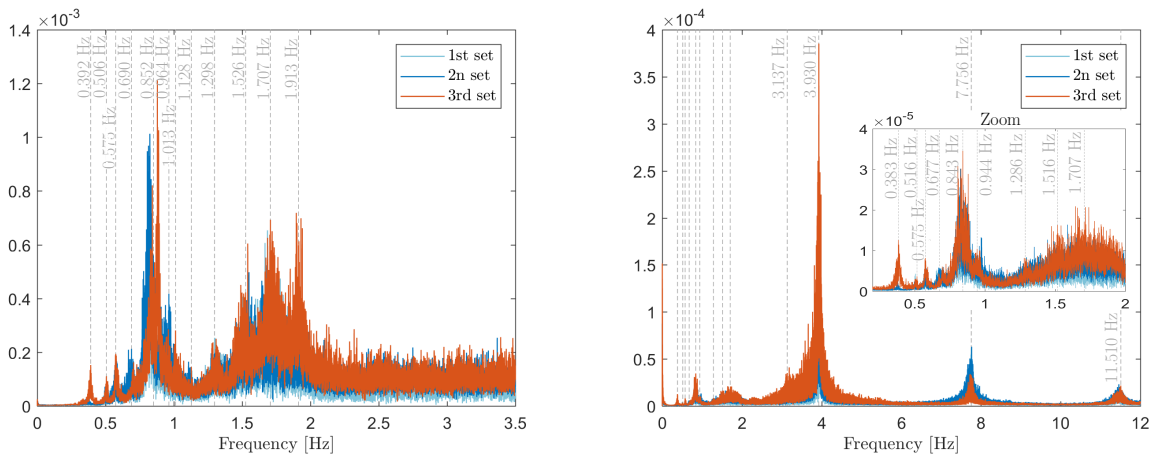 ×10⁻³
1.4
1.2
1
0.8
0.6
0.4
0.2
0
0
0.5
1
1.5
2
2.5
3
3.5
Frequency [Hz]
0.392 Hz
0.506 Hz
0.575 Hz
0.690 Hz
0.852 Hz
0.964 Hz
1.013 Hz
1.128 Hz
1.298 Hz
1.526 Hz
1.707 Hz
1.913 Hz
1st set
2n set
3rd set
×10⁻⁴
4
3.5
3
2.5
2
1.5
1
0.5
0
0
2
4
6
8
10
12
Frequency [Hz]
3.137 Hz
3.930 Hz
7.756 Hz
11.510 Hz
1st set
2n set
3rd set
Zoom
×10⁻⁵
4
3
2
1
0
0.5
1
1.5
2
0.383 Hz
0.516 Hz
0.575 Hz
0.677 Hz
0.843 Hz
0.944 Hz
1.286 Hz
1.516 Hz
1.707 Hz